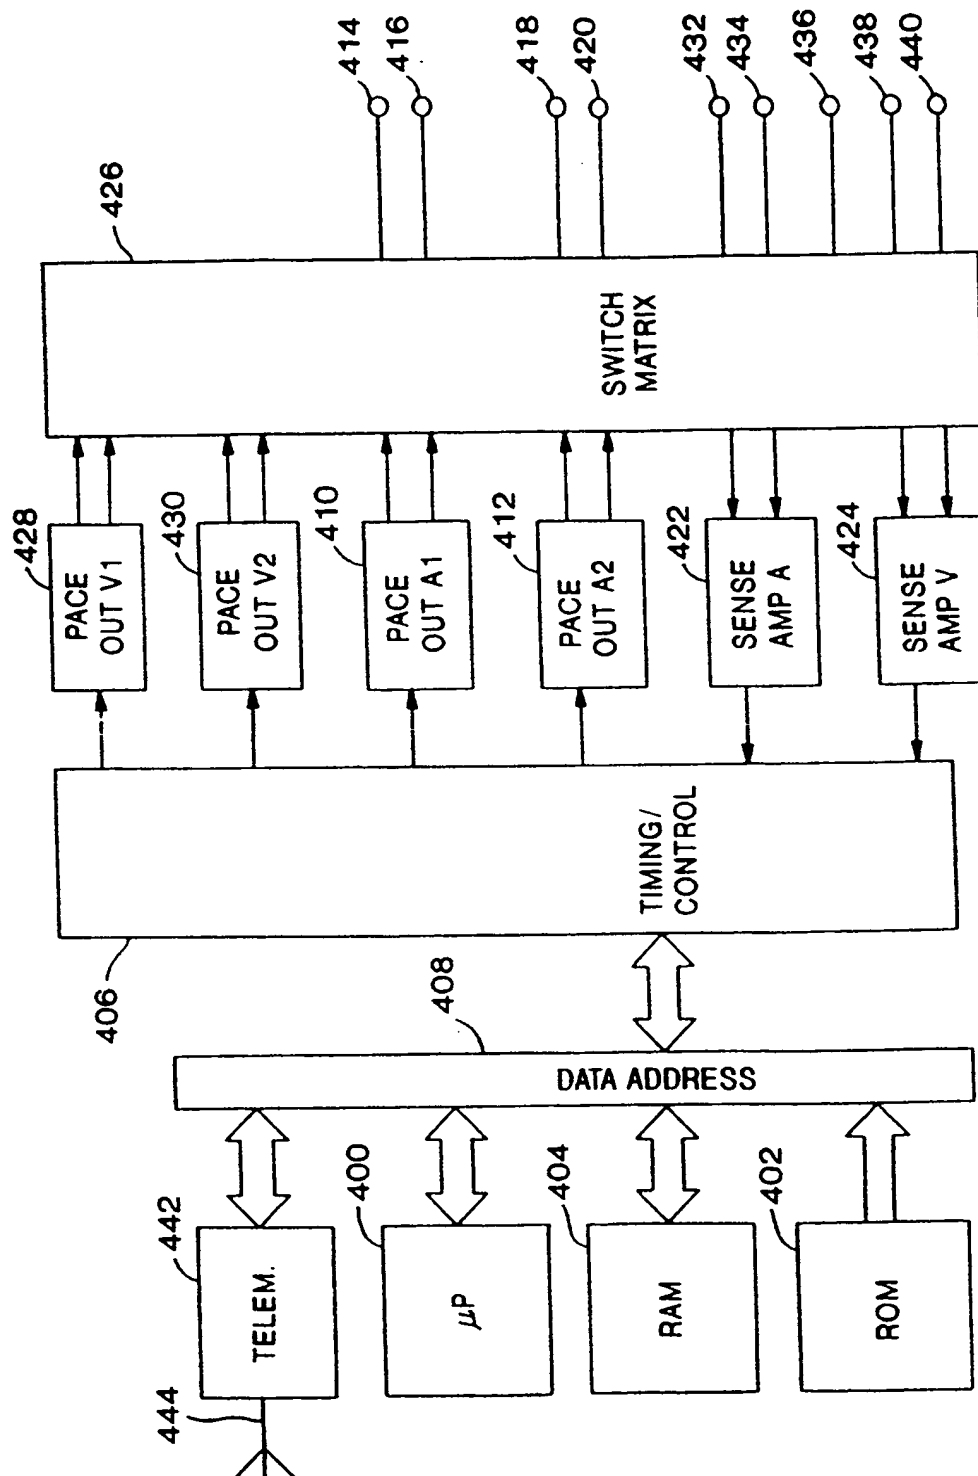 414
416
418
420
432
434
436
438
440
426
SWITCH
MATRIX
428
PACE
OUT V1
430
PACE
OUT V2
410
PACE
OUT A1
412
PACE
OUT A2
422
SENSE
AMP A
424
SENSE
AMP V
TIMING/
CONTROL
406
408
DATA ADDRESS
442
TELEM.
444
400
μP
404
RAM
402
ROM